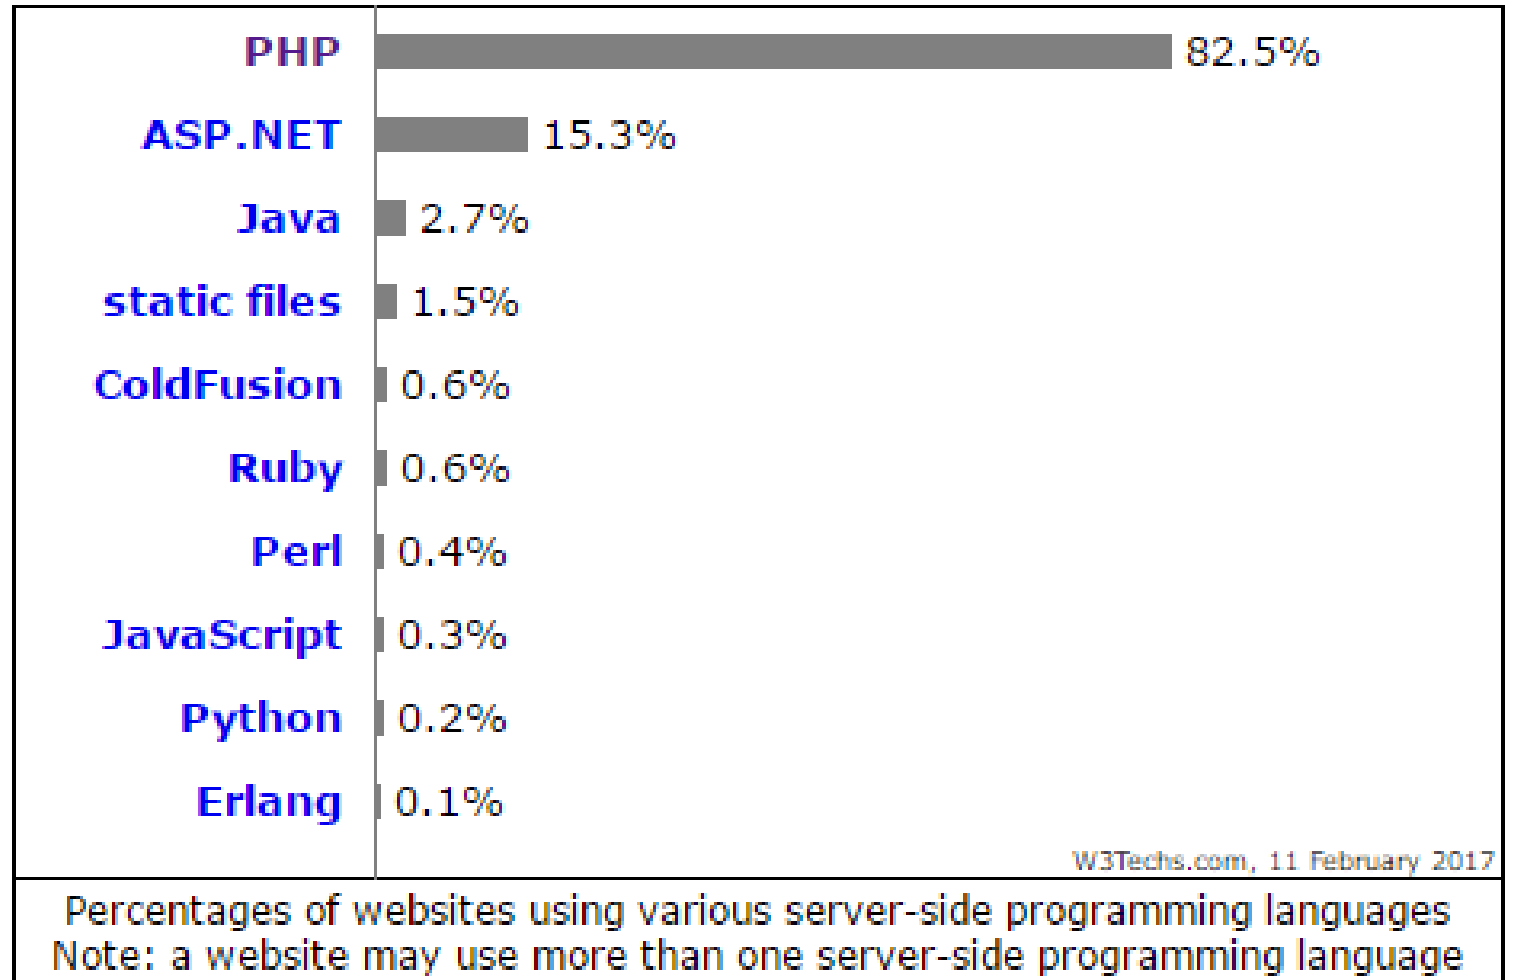 PHP 82.5%
ASP.NET 15.3%
Java 2.7%
static files 1.5%
ColdFusion 0.6%
Ruby 0.6%
Perl 0.4%
JavaScript 0.3%
Python 0.2%
Erlang 0.1%
W3Techs.com, 11 February 2017
Percentages of websites using various server-side programming languages
Note: a website may use more than one server-side programming language